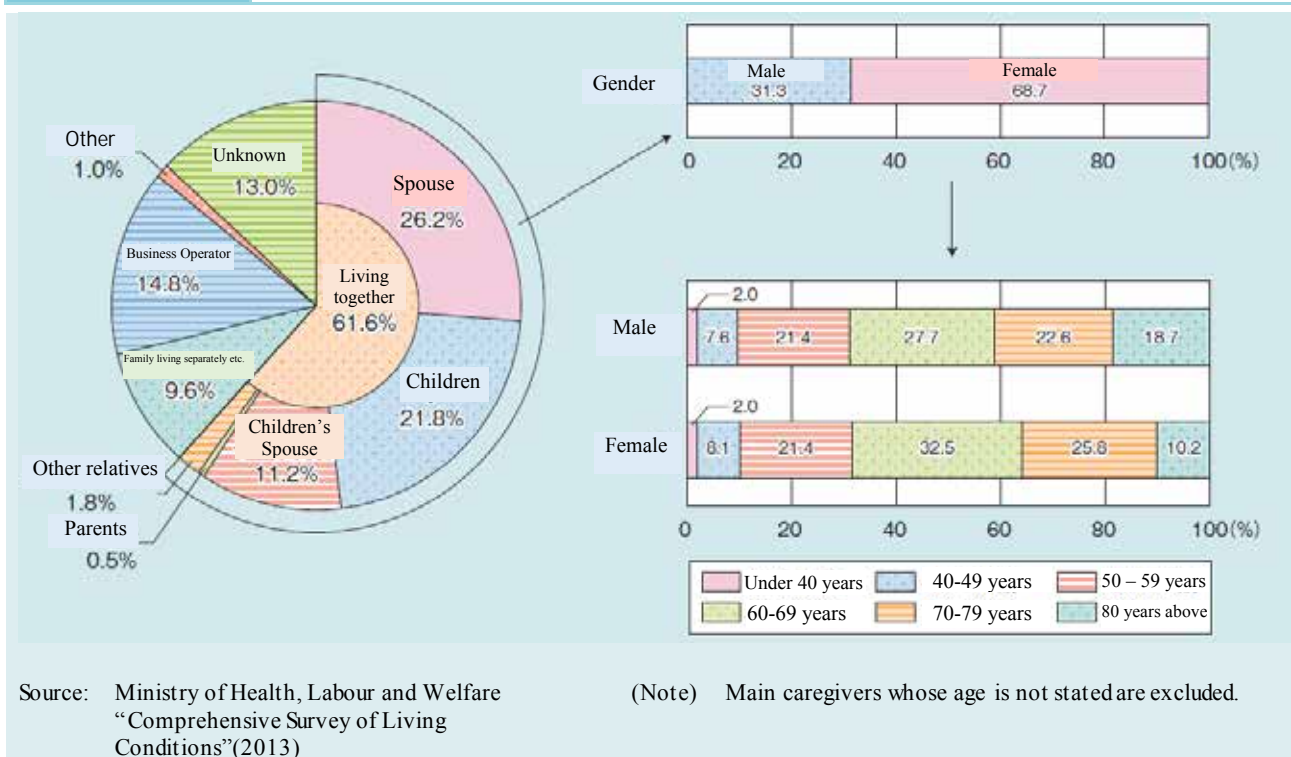 Other
1.0%
Unknown
13.0%
Spouse
26.2%
Business Operator
14.8%
Living
together
61.6%
Family living separately etc.
9.6%
Children
21.8%
Children's
Spouse
11.2%
Other relatives
1.8%
Parents
0.5%
Gender
Male
31.3
Female
68.7
0 20 40 60 80 100(%)
2.0
Male
7.6 21.4 27.7 22.6 18.7
2.0
Female
8.1 21.4 32.5 25.8 10.2
0 20 40 60 80 100(%)
Under 40 years 40-49 years 50 – 59 years
60-69 years 70-79 years 80 years above
Source: Ministry of Health, Labour and Welfare
“Comprehensive Survey of Living
Conditions”(2013)
(Note) Main caregivers whose age is not stated are excluded.